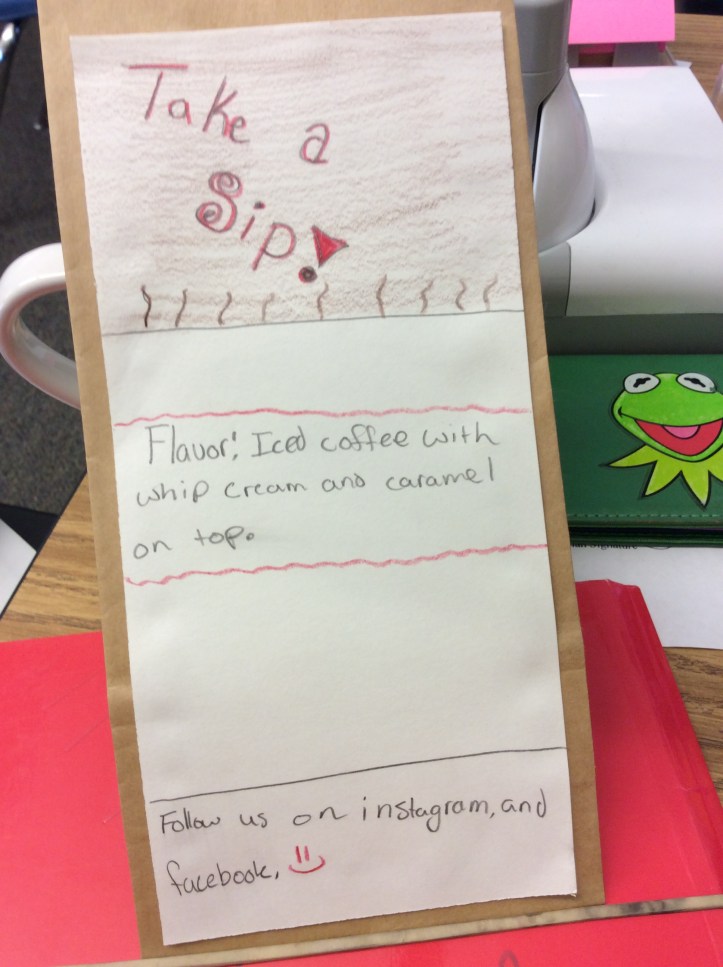 Take a
Sip!
Flavor: Iced coffee with
whip cream and caramel
on top.
Follow us on instagram, and
facebook,